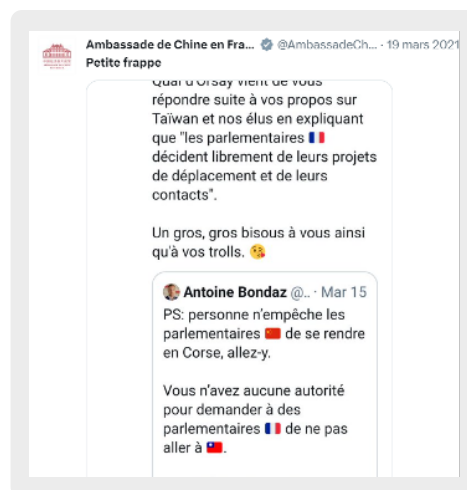 Ambassade de Chine en Fra... @AmbassadeCh... · 19 mars 2021
Petite frappe
Quai d'Orsay vient de vous
répondre suite à vos propos sur
Taïwan et nos élus en expliquant
que "les parlementaires 🇫🇷
décident librement de leurs projets
de déplacement et de leurs
contacts".
Un gros, gros bisous à vous ainsi
qu'à vos trolls. 😘
Antoine Bondaz @.. · Mar 15
PS: personne n'empêche les
parlementaires 🇨🇳 de se rendre
en Corse, allez-y.
Vous n'avez aucune autorité
pour demander à des
parlementaires 🇫🇷 de ne pas
aller à 🇹🇼.